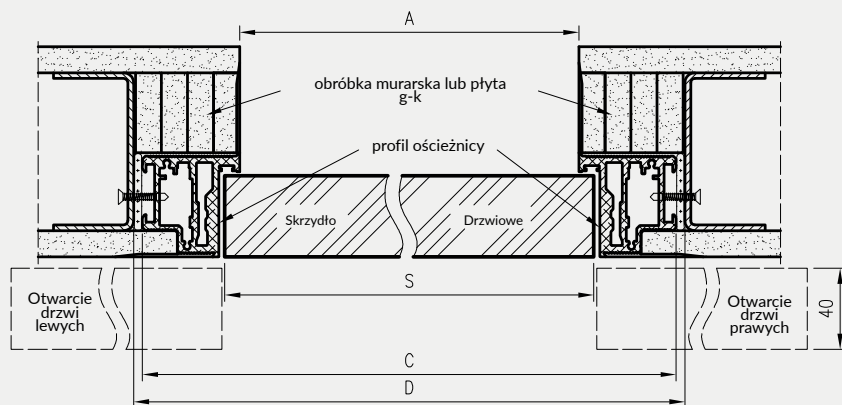 A
obróbka murarska lub płyta
g-k
profil ościeżnicy
Skrzydło
Drzwiowe
S
Otwarcie
drzwi
lewych
Otwarcie
drzwi
prawych
40
C
D